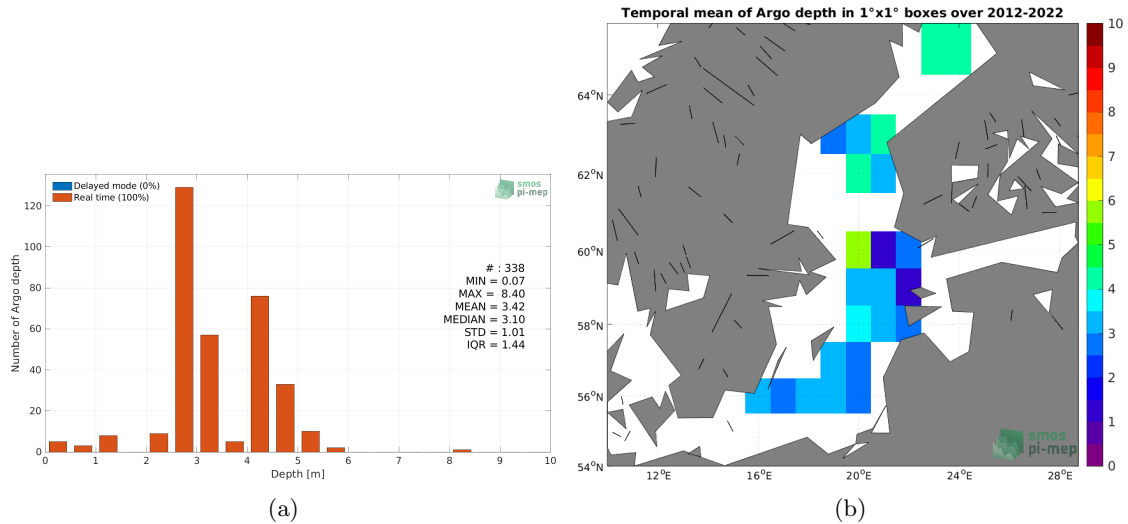 Temporal mean of Argo depth in 1°x1° boxes over 2012-2022
Delayed mode (0%)
Real time (100%)
smos
pi-mep
# : 338
MIN = 0.07
MAX = 8.40
MEAN = 3.42
MEDIAN = 3.10
STD = 1.01
IQR = 1.44
Number of Argo depth
120
100
80
60
40
20
0
0 1 2 3 4 5 6 7 8 9 10
Depth [m]
(a)
64°N
62°N
60°N
58°N
56°N
54°N
12°E 16°E 20°E 24°E 28°E
smos
pi-mep
10
9
8
7
6
5
4
3
2
1
0
(b)